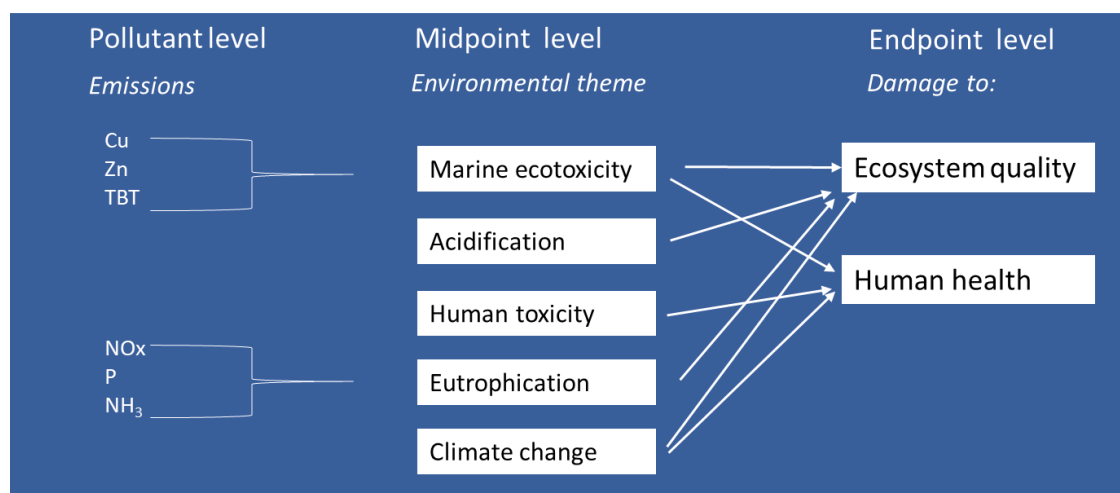 Pollutant level
Emissions
Cu
Zn
TBT
NOx
P
NH₃
Midpoint level
Environmental theme
Marine ecotoxicity
Acidification
Human toxicity
Eutrophication
Climate change
Endpoint level
Damage to:
Ecosystem quality
Human health